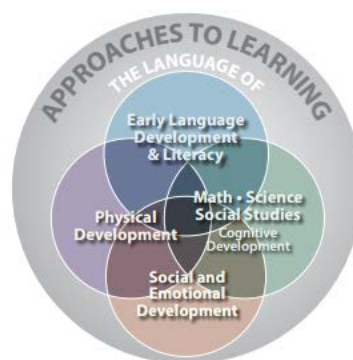 APPROACHES TO LEARNING
THE LANGUAGE OF
Early Language
Development
& Literacy
Math • Science
Social Studies
Cognitive
Development
Physical
Development
Social and
Emotional
Development